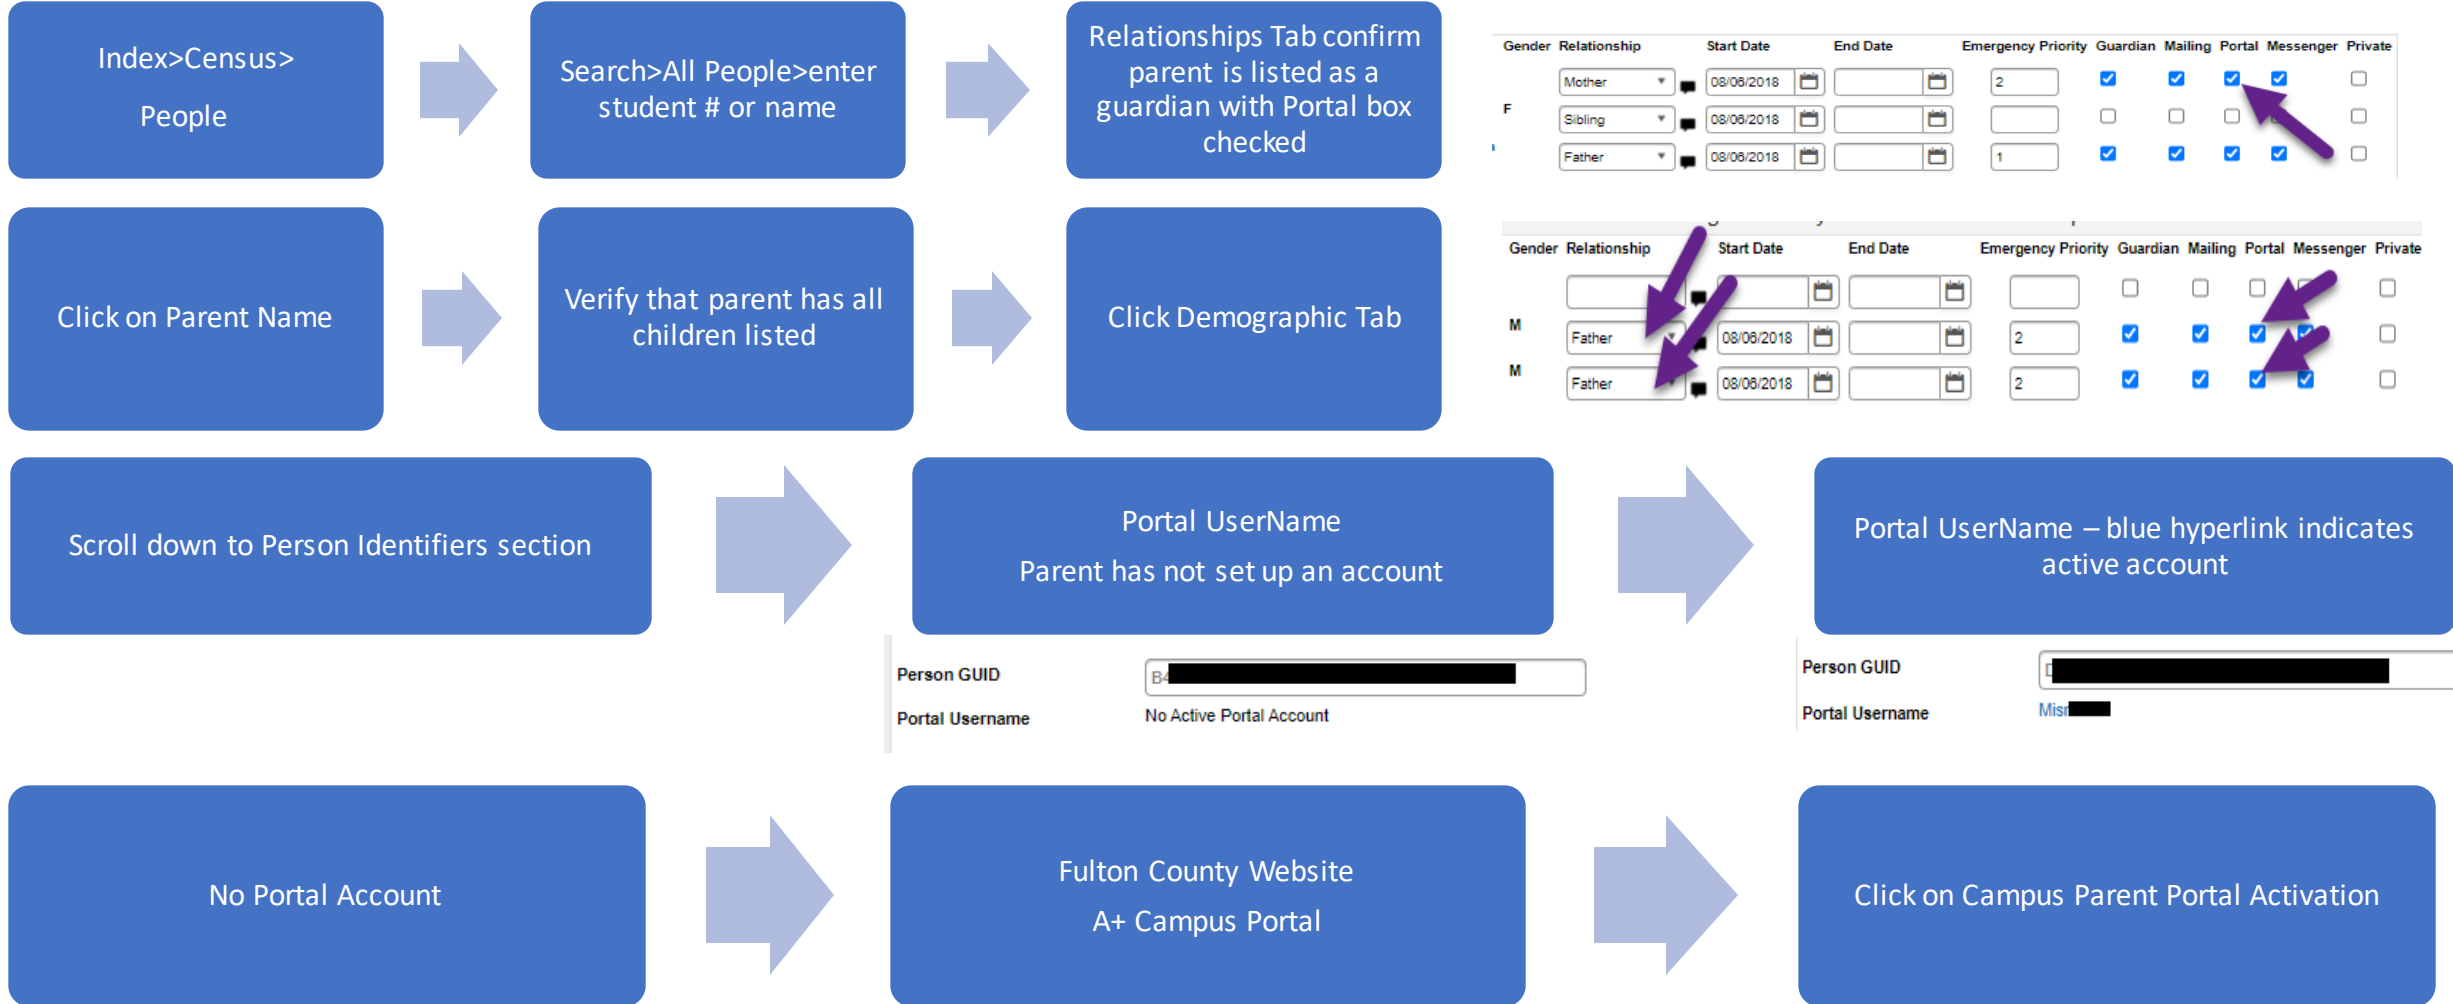 Index>Census>
People
Search>All People>enter
student # or name
Relationships Tab confirm
parent is listed as a
guardian with Portal box
checked
Gender Relationship Start Date End Date Emergency Priority Guardian Mailing Portal Messenger Private
Mother 08/06/2018 2
F
Sibling 08/06/2018
Father 08/06/2018 1
Click on Parent Name
Verify that parent has all
children listed
Click Demographic Tab
Gender Relationship Start Date End Date Emergency Priority Guardian Mailing Portal Messenger Private
M Father 08/06/2018 2
M Father 08/06/2018 2
Scroll down to Person Identifiers section
Portal UserName
Parent has not set up an account
Portal UserName – blue hyperlink indicates
active account
Person GUID B4
Portal Username No Active Portal Account
Person GUID D
Portal Username Misr
No Portal Account
Fulton County Website
A+ Campus Portal
Click on Campus Parent Portal Activation